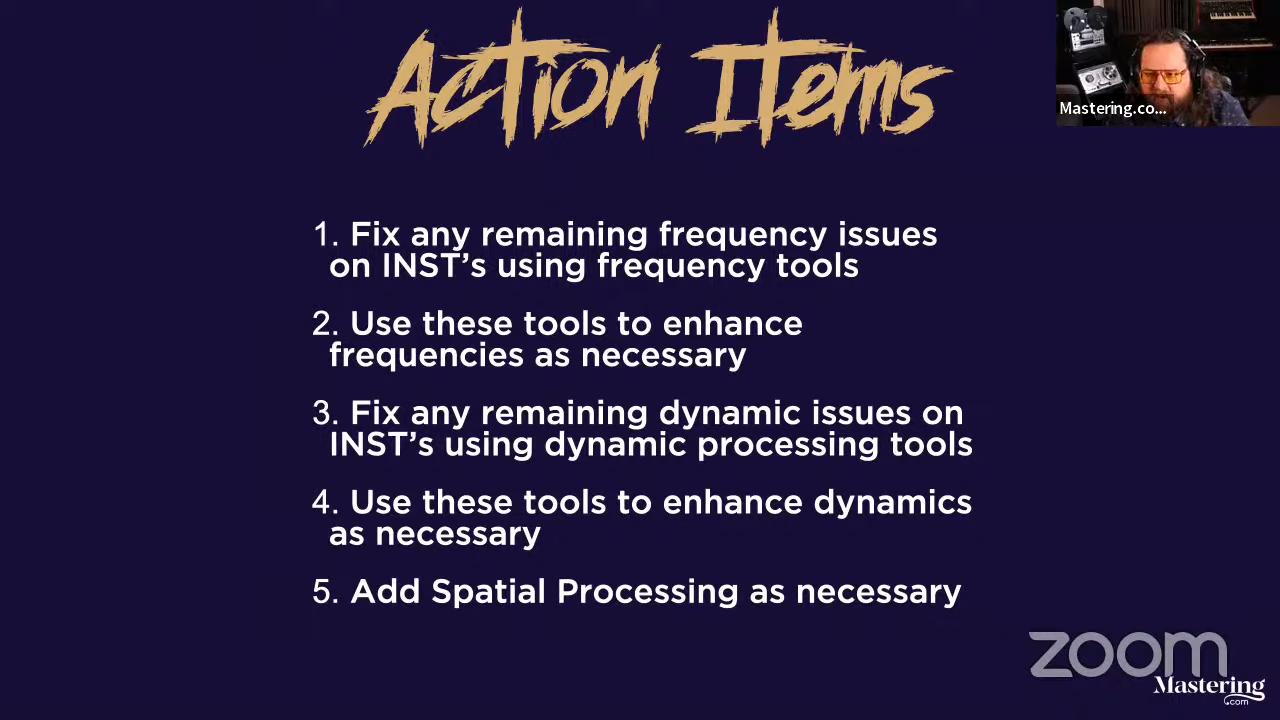 Action Items
Mastering.co...
1. Fix any remaining frequency issues
on INST's using frequency tools
2. Use these tools to enhance
frequencies as necessary
3. Fix any remaining dynamic issues on
INST's using dynamic processing tools
4. Use these tools to enhance dynamics
as necessary
5. Add Spatial Processing as necessary
zoom
Mastering
.com